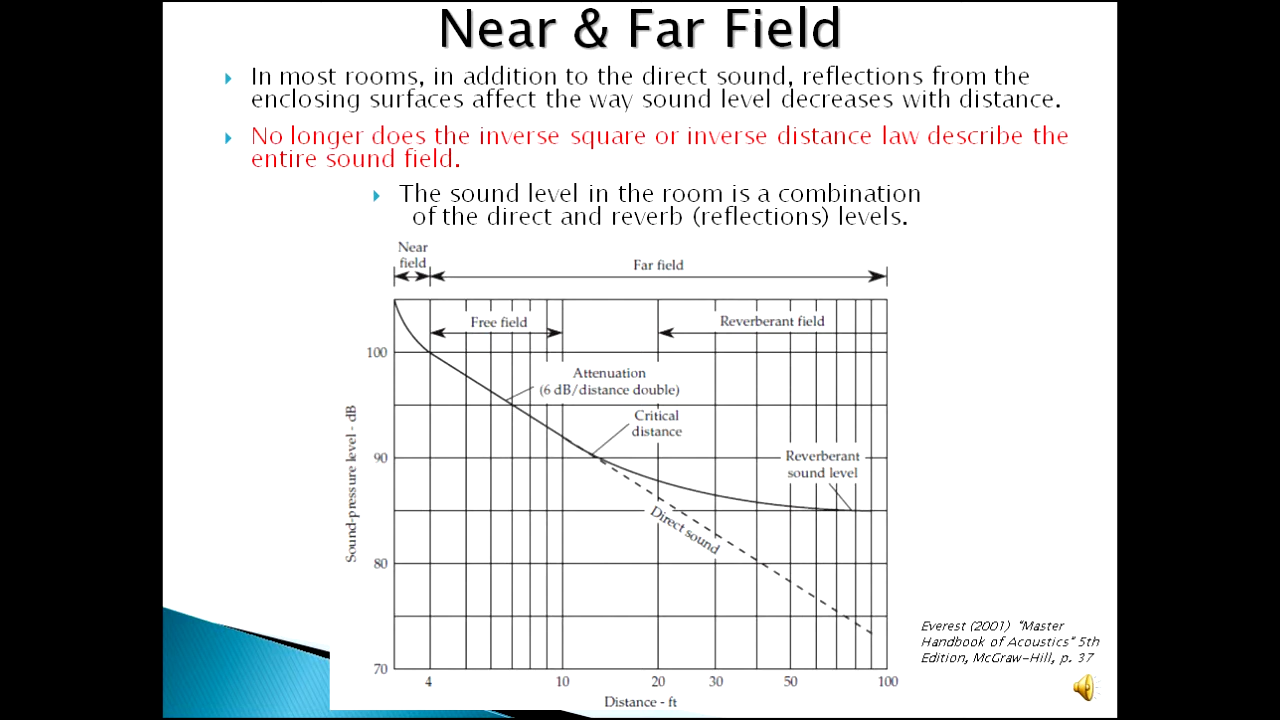 Near & Far Field
In most rooms, in addition to the direct sound, reflections from the
enclosing surfaces affect the way sound level decreases with distance.
No longer does the inverse square or inverse distance law describe the
entire sound field.
The sound level in the room is a combination
of the direct and reverb (reflections) levels.
Near
field
Far field
Free field
Reverberant field
100
Attenuation
(6 dB/distance double)
Critical
distance
90
Reverberant
sound level
Sound-pressure level - dB
Direct sound
80
70
4
10
20
30
50
100
Distance - ft
Everest (2001) "Master
Handbook of Acoustics" 5th
Edition, McGraw-Hill, p. 37